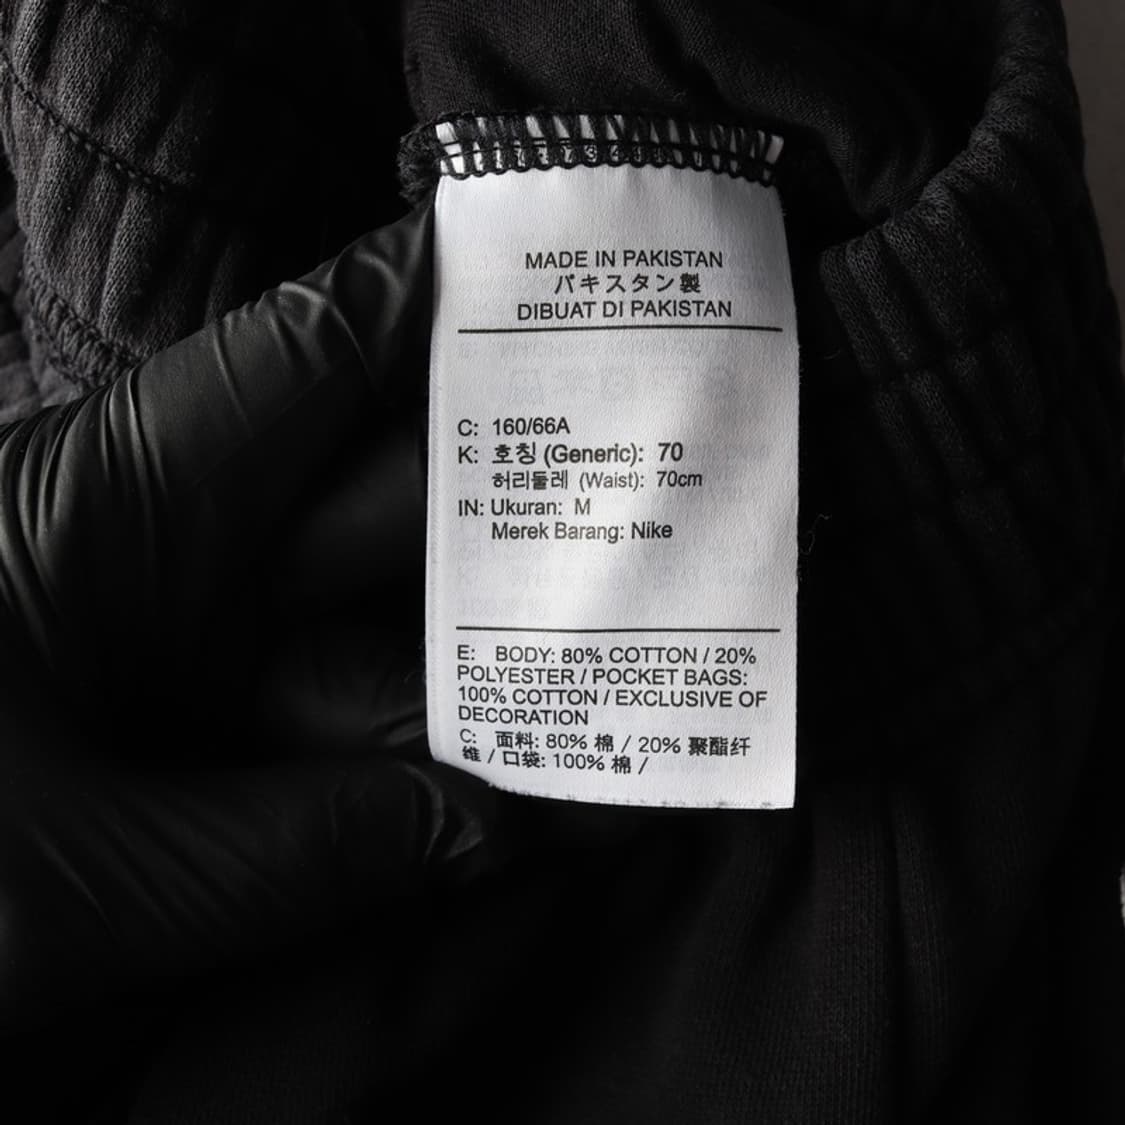 MADE IN PAKISTAN
パキスタン製
DIBUAT DI PAKISTAN
C: 160/66A
K: 호칭 (Generic): 70
허리둘레 (Waist): 70cm
IN: Ukuran: M
Merek Barang: Nike
E: BODY: 80% COTTON / 20%
POLYESTER / POCKET BAGS:
100% COTTON / EXCLUSIVE OF
DECORATION
C: 面料: 80% 棉 / 20% 聚酯纤
维 / 口袋: 100% 棉 /